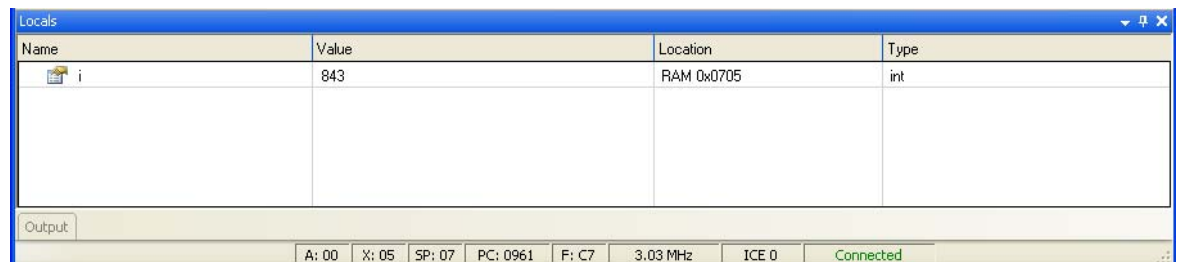 Locals
Name Value Location Type
i 843 RAM 0x0705 int
Output
A: 00 X: 05 SP: 07 PC: 0961 F: C7 3.03 MHz ICE 0 Connected